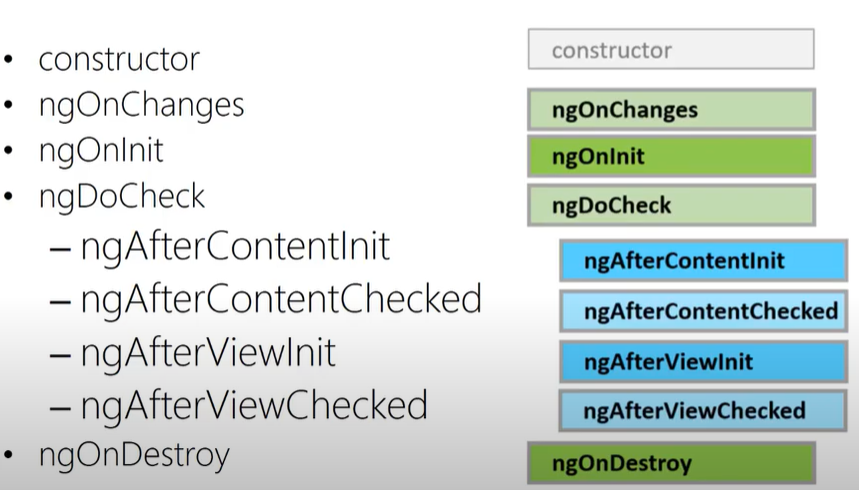 • constructor
• ngOnChanges
• ngOnInit
• ngDoCheck
– ngAfterContentInit
– ngAfterContentChecked
– ngAfterViewInit
– ngAfterViewChecked
• ngOnDestroy
constructor
ngOnChanges
ngOnInit
ngDoCheck
ngAfterContentInit
ngAfterContentChecked
ngAfterViewInit
ngAfterViewChecked
ngOnDestroy